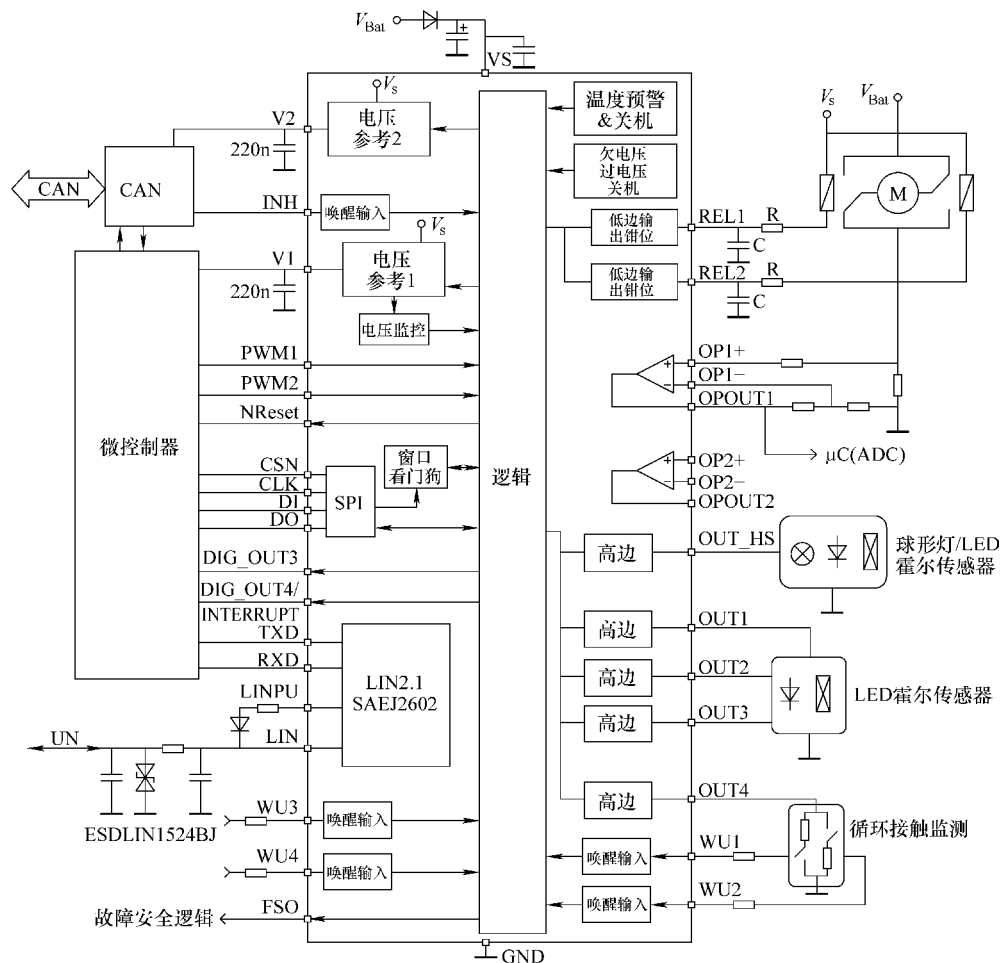 VBat
VS
Vs
V2
220n
电压
参考2
温度预警
&关机
欠电压
过电压
关机
Vs
VBat
CAN
CAN
INH
唤醒输入
M
V1
220n
Vs
电压
参考1
电压监控
低边输
出钳位
REL1
R
C
低边输
出钳位
REL2
R
C
PWM1
PWM2
NReset
OP1+
OP1−
OPOUT1
μC(ADC)
微控制器
CSN
CLK
DI
DO
SPI
窗口
看门狗
逻辑
OP2+
OP2−
OPOUT2
DIG_OUT3
DIG_OUT4/
INTERRUPT
TXD
RXD
LINPU
LIN
LIN2.1
SAEJ2602
UN
ESDLIN1524BJ
高边
OUT_HS
球形灯/LED
霍尔传感器
高边
OUT1
高边
OUT2
高边
OUT3
LED霍尔传感器
高边
OUT4
循环接触监测
WU3
唤醒输入
WU4
唤醒输入
唤醒输入
WU1
唤醒输入
WU2
故障安全逻辑
FSO
GND